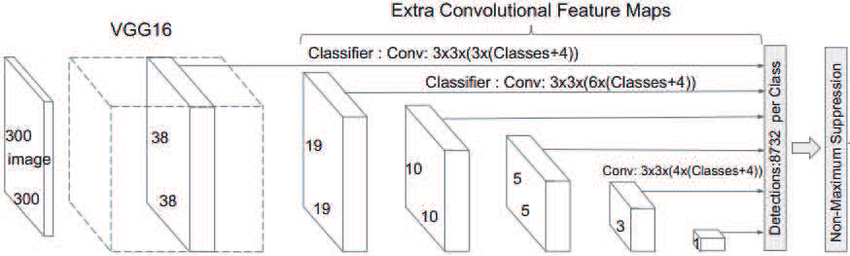 Extra Convolutional Feature Maps
VGG16
Classifier : Conv: 3x3x(3x(Classes+4))
Classifier : Conv: 3x3x(6x(Classes+4))
300
image
300
38
38
19
19
10
10
5
5
Conv: 3x3x(4x(Classes+4))
3
1
Detections:8732 per Class
Non-Maximum Suppression